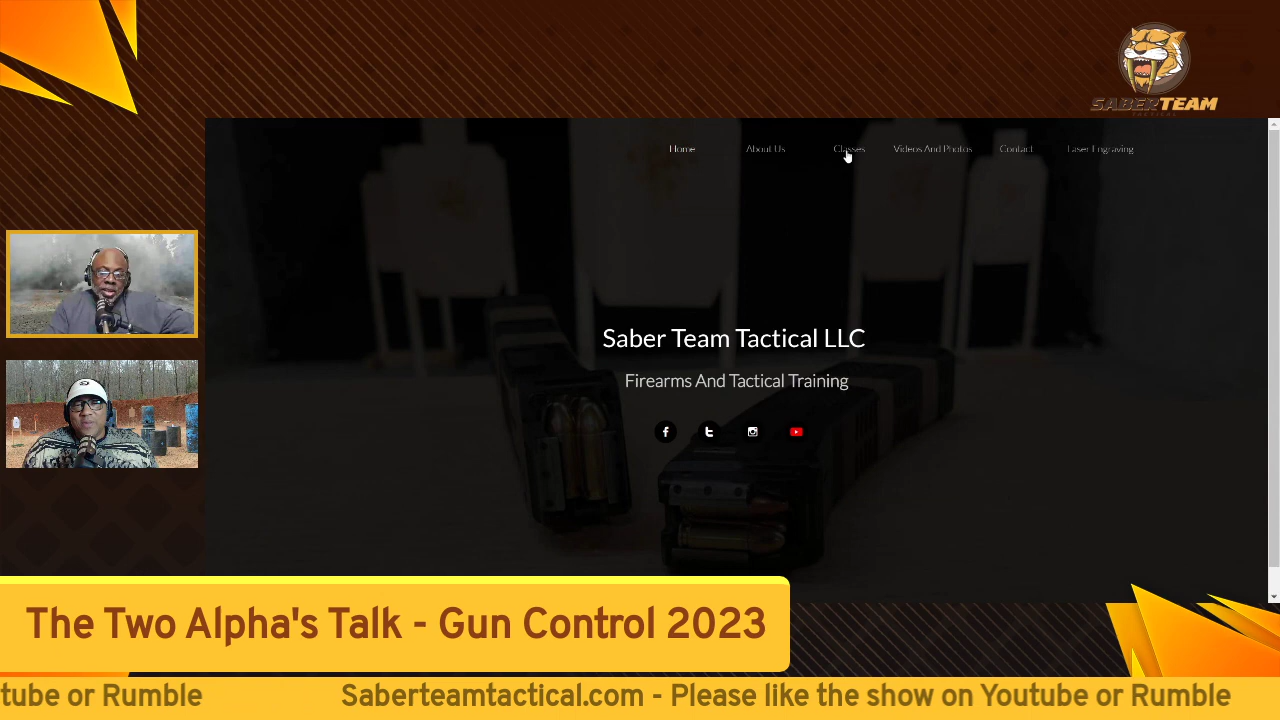 SABERTEAM
TACTICAL
Home About Us Classes Videos And Photos Contact Laser Engraving
Saber Team Tactical LLC
Firearms And Tactical Training
The Two Alpha's Talk - Gun Control 2023
tube or Rumble Saberteamtactical.com - Please like the show on Youtube or Rumble